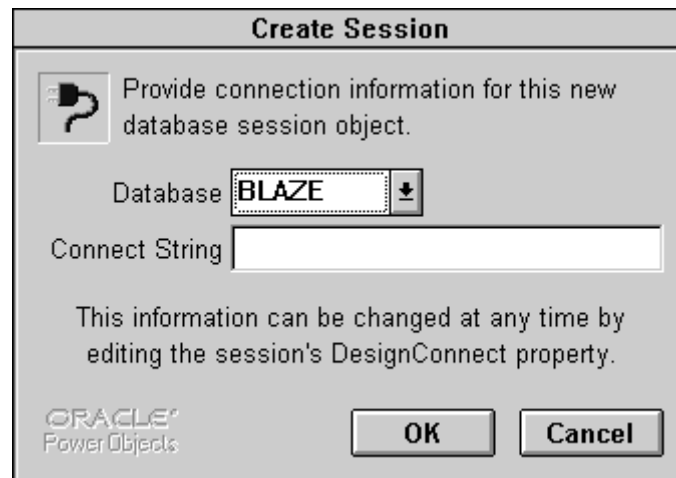 Create Session
Provide connection information for this new
database session object.
Database BLAZE
Connect String
This information can be changed at any time by
editing the session's DesignConnect property.
ORACLE
Power Objects
OK Cancel